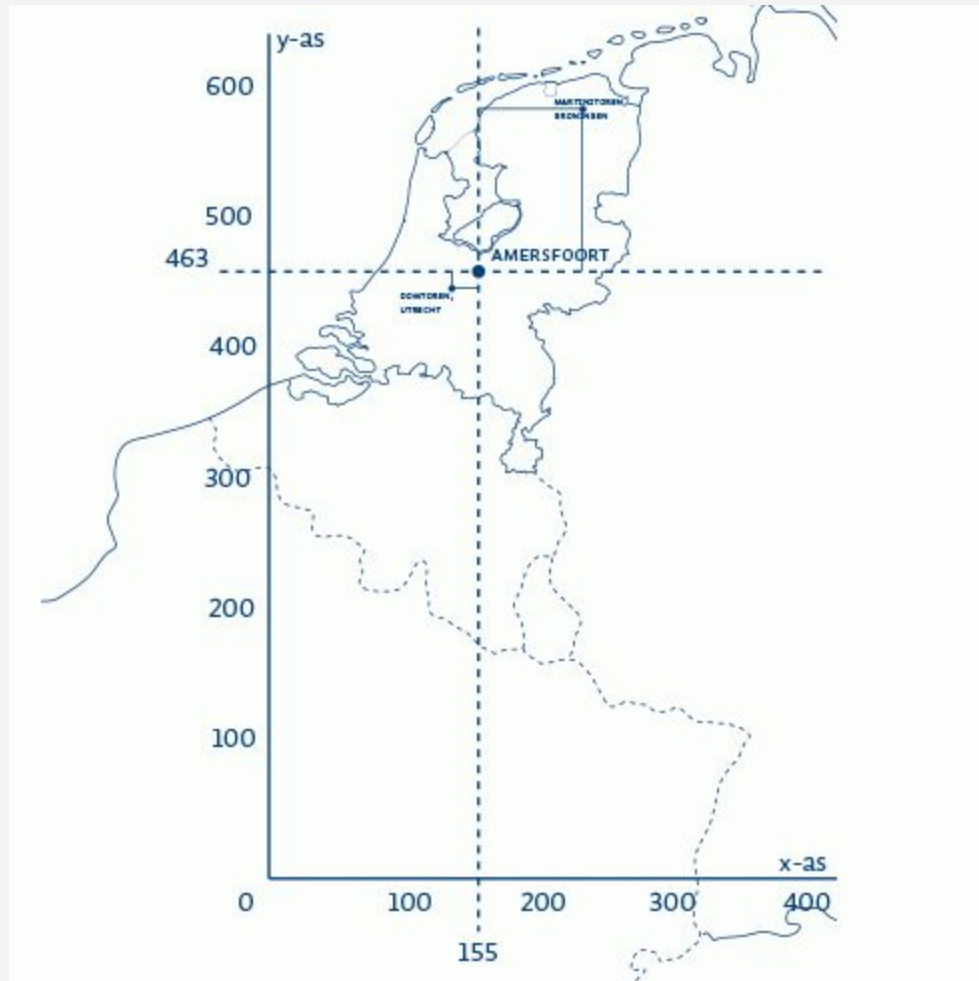 y-as
600
MARTINITOREN,
GRONINGEN
500
463
AMERSFOORT
DOMTOREN,
UTRECHT
400
300
200
100
x-as
0
100
200
300
400
155